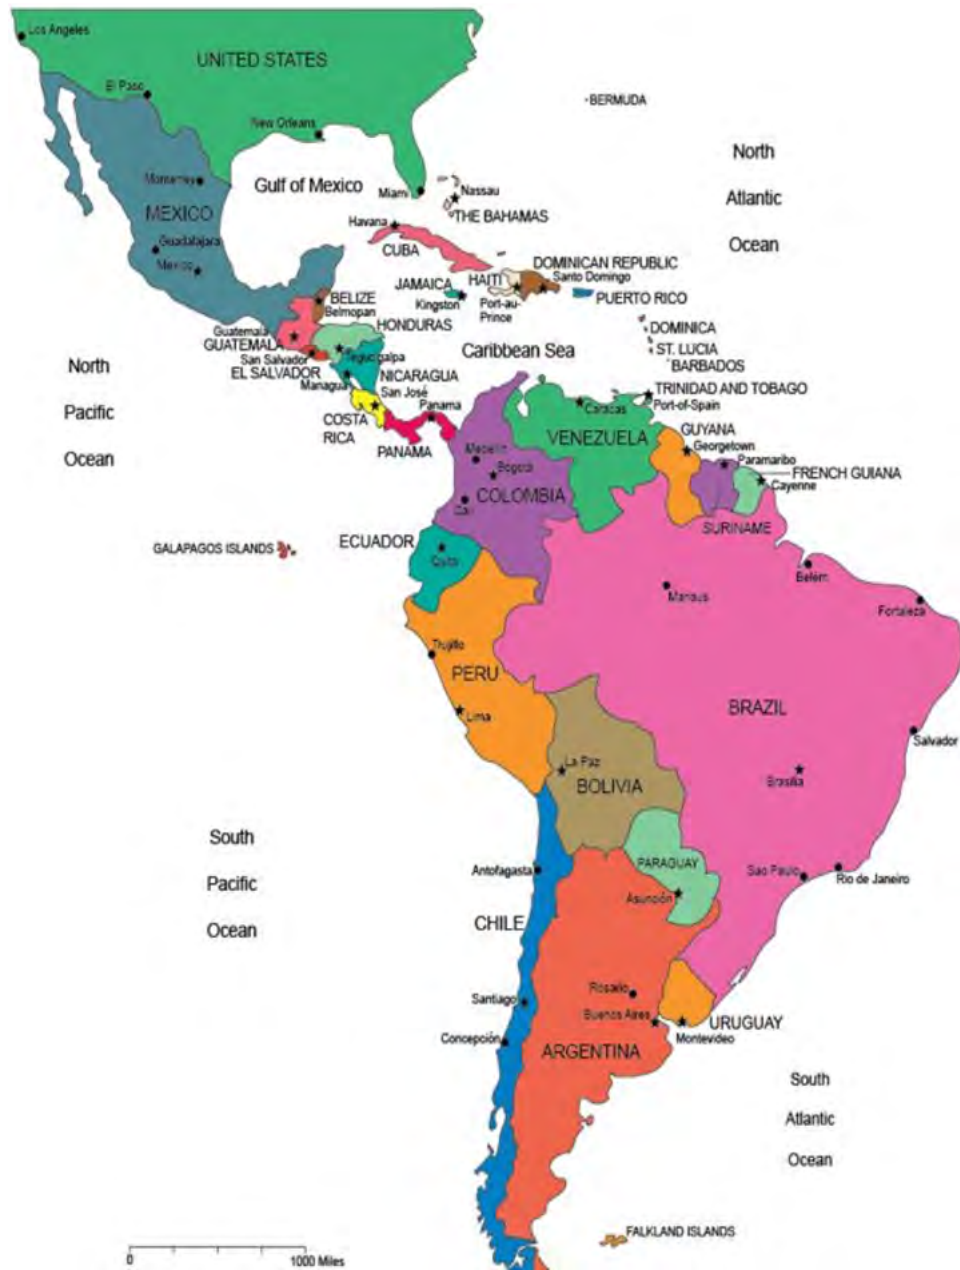 Los Angeles
UNITED STATES
El Paso
BERMUDA
New Orleans
North
Atlantic
Ocean
Monterrey
Gulf of Mexico
Miami
Nassau
THE BAHAMAS
MEXICO
Havana
CUBA
Guadalajara
Mexico
DOMINICAN REPUBLIC
Santo Domingo
HAITI
JAMAICA
Kingston
Port-au-
Prince
PUERTO RICO
BELIZE
Belmopan
HONDURAS
DOMINICA
Guatemala
GUATEMALA
Tegucigalpa
ST. LUCIA
BARBADOS
Caribbean Sea
San Salvador
EL SALVADOR
NICARAGUA
Managua
North
Pacific
Ocean
San José
TRINIDAD AND TOBAGO
Port-of-Spain
COSTA
RICA
Panama
PANAMA
Caracas
VENEZUELA
GUYANA
Georgetown
Medellín
Bogotá
COLOMBIA
Cali
Paramaribo
FRENCH GUIANA
Cayenne
SURINAME
ECUADOR
Quito
GALAPAGOS ISLANDS
Belém
Manaus
Fortaleza
Trujillo
PERU
Lima
BRAZIL
Salvador
La Paz
BOLIVIA
Brasília
South
Pacific
Ocean
PARAGUAY
Antofagasta
Asunción
Sao Paulo
Rio de Janeiro
CHILE
Santiago
Rosario
Buenos Aires
URUGUAY
Montevideo
Concepción
ARGENTINA
South
Atlantic
Ocean
FALKLAND ISLANDS
0
1000 Miles